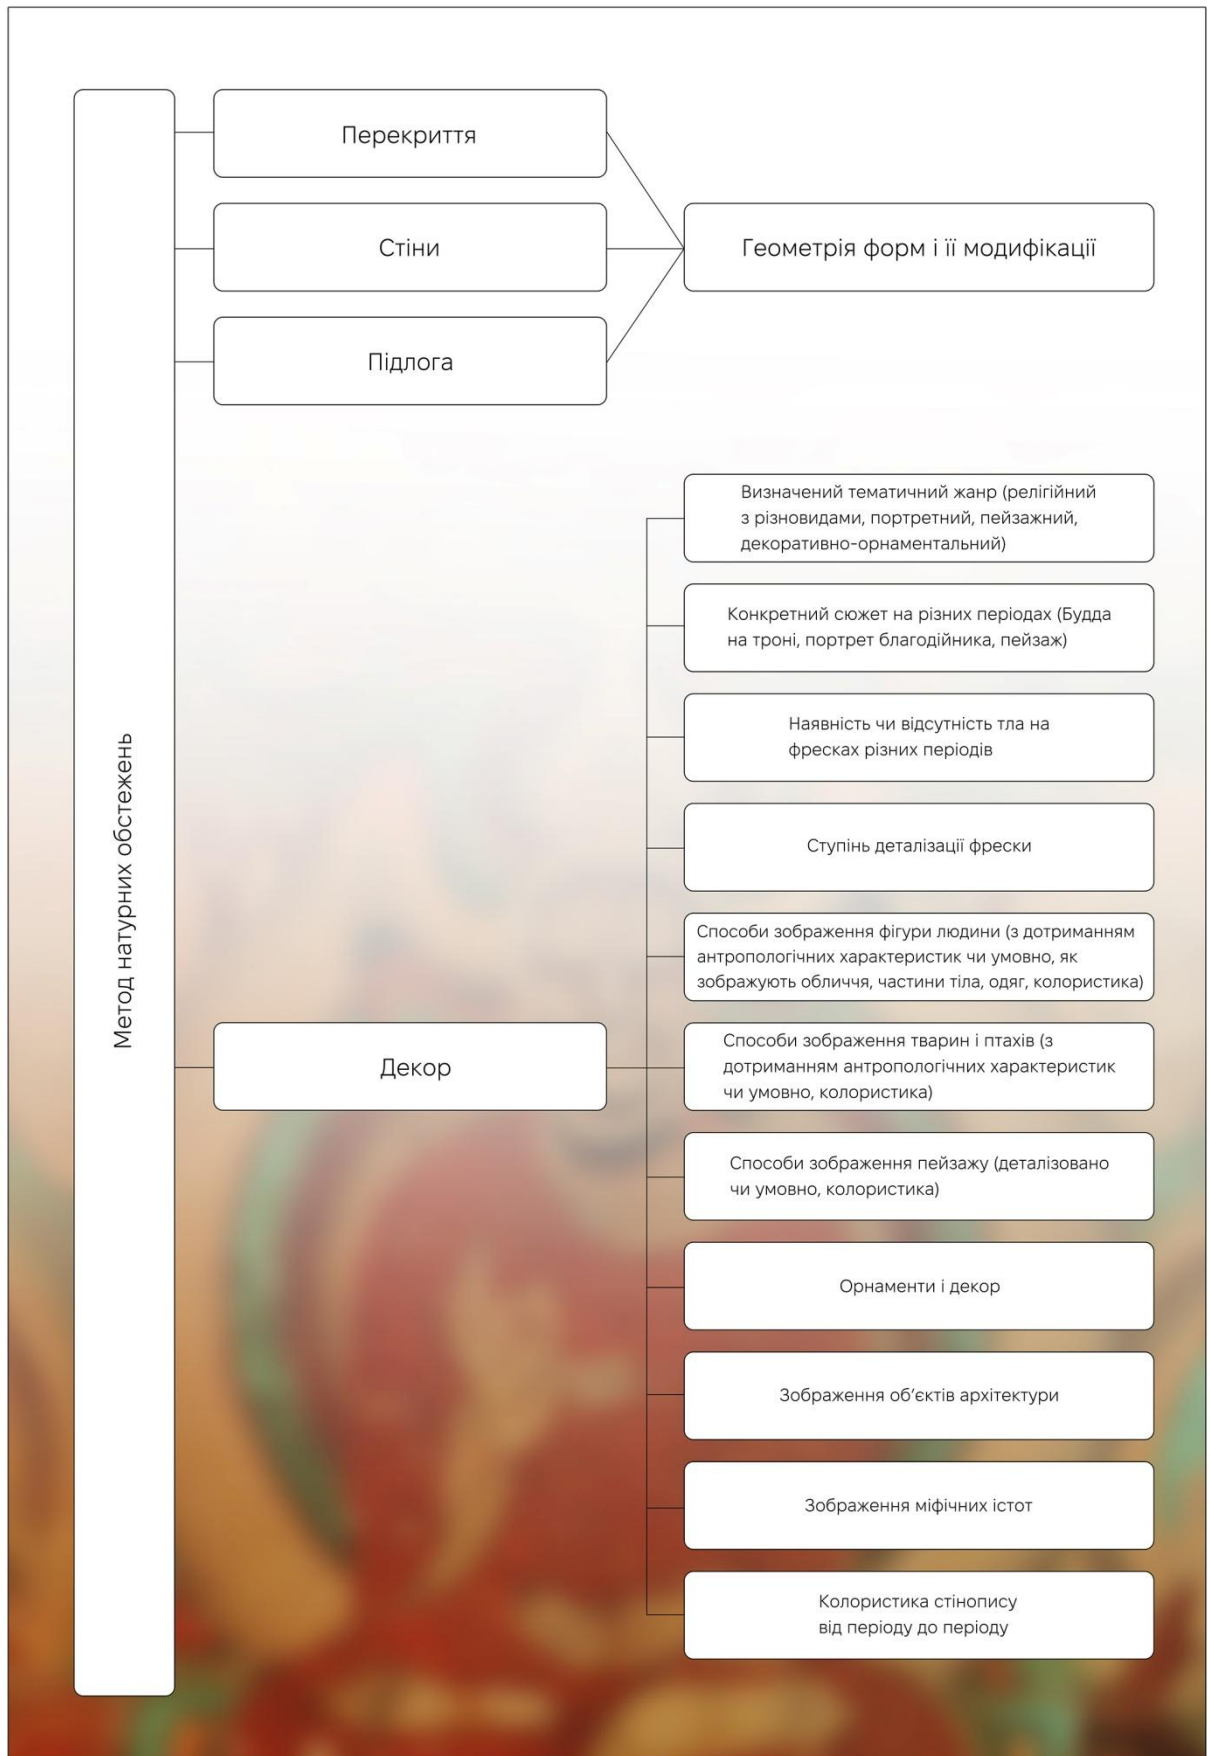 Метод натурних обстежень
Перекриття
Стіни
Підлога
Геометрія форм і її модифікації
Декор
Визначений тематичний жанр (релігійний
з різновидами, портретний, пейзажний,
декоративно-орнаментальний)
Конкретний сюжет на різних періодах (Будда
на троні, портрет благодійника, пейзаж)
Наявність чи відсутність тла на
фресках різних періодів
Ступінь деталізації фрески
Способи зображення фігури людини (з дотриманням
антропологічних характеристик чи умовно, як
зображують обличчя, частини тіла, одяг, колористика)
Способи зображення тварин і птахів (з
дотриманням антропологічних характеристик
чи умовно, колористика)
Способи зображення пейзажу (деталізовано
чи умовно, колористика)
Орнаменти і декор
Зображення об’єктів архітектури
Зображення міфічних істот
Колористика стінопису
від періоду до періоду